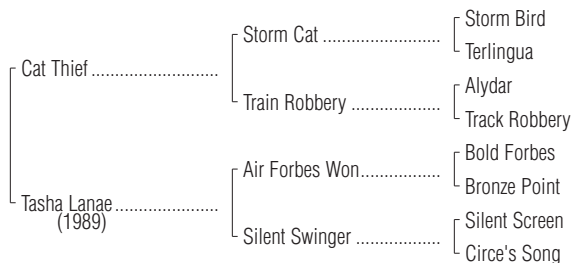 Storm Bird
Storm Cat ........................
Terlingua
Cat Thief ..........................
Alydar
Train Robbery ..................
Track Robbery
Bold Forbes
Air Forbes Won................
Bronze Point
Tasha Lanae.....................
(1989)
Silent Screen
Silent Swinger .................
Circe's Song